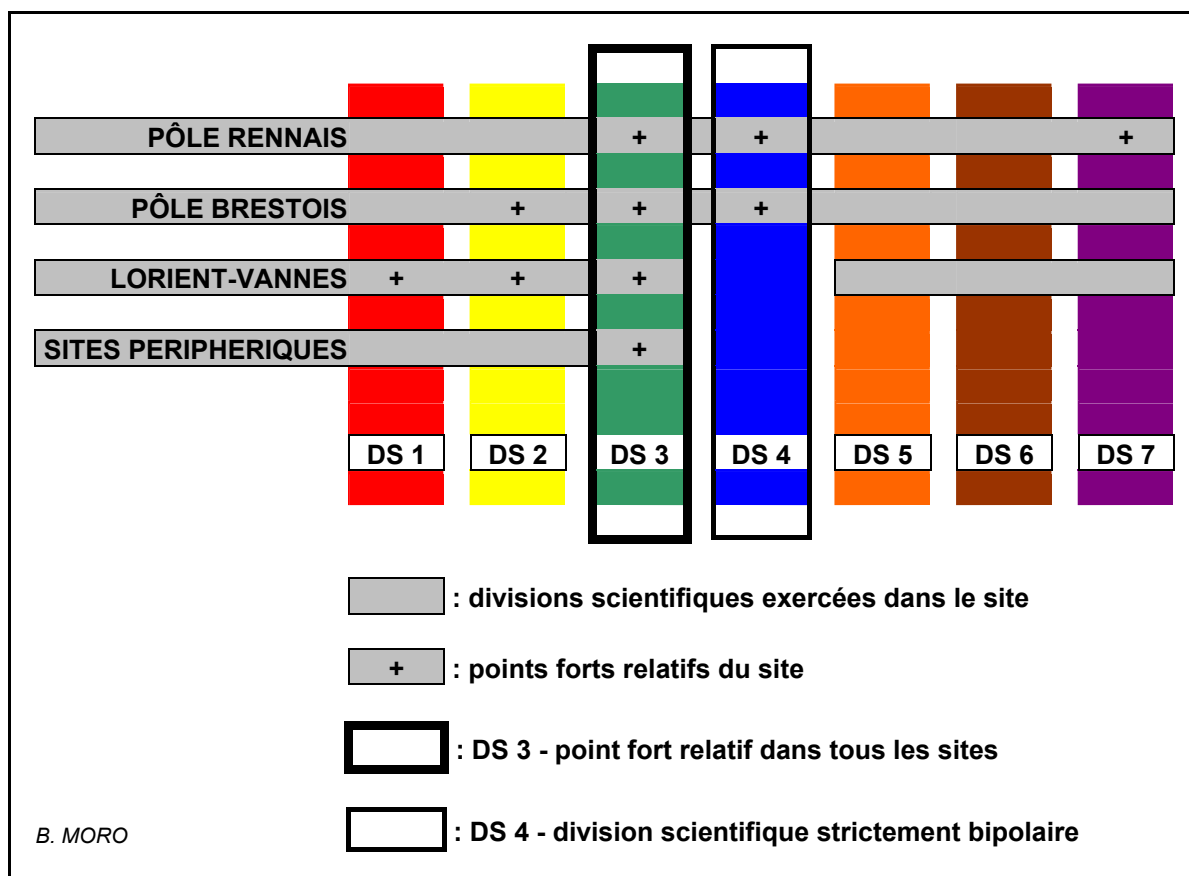 PÔLE RENNAIS + + +
PÔLE BRESTOIS + + +
LORIENT-VANNES + + +
SITES PERIPHERIQUES +
DS 1 DS 2 DS 3 DS 4 DS 5 DS 6 DS 7
: divisions scientifiques exercées dans le site
+ : points forts relatifs du site
: DS 3 - point fort relatif dans tous les sites
: DS 4 - division scientifique strictement bipolaire
B. MORO